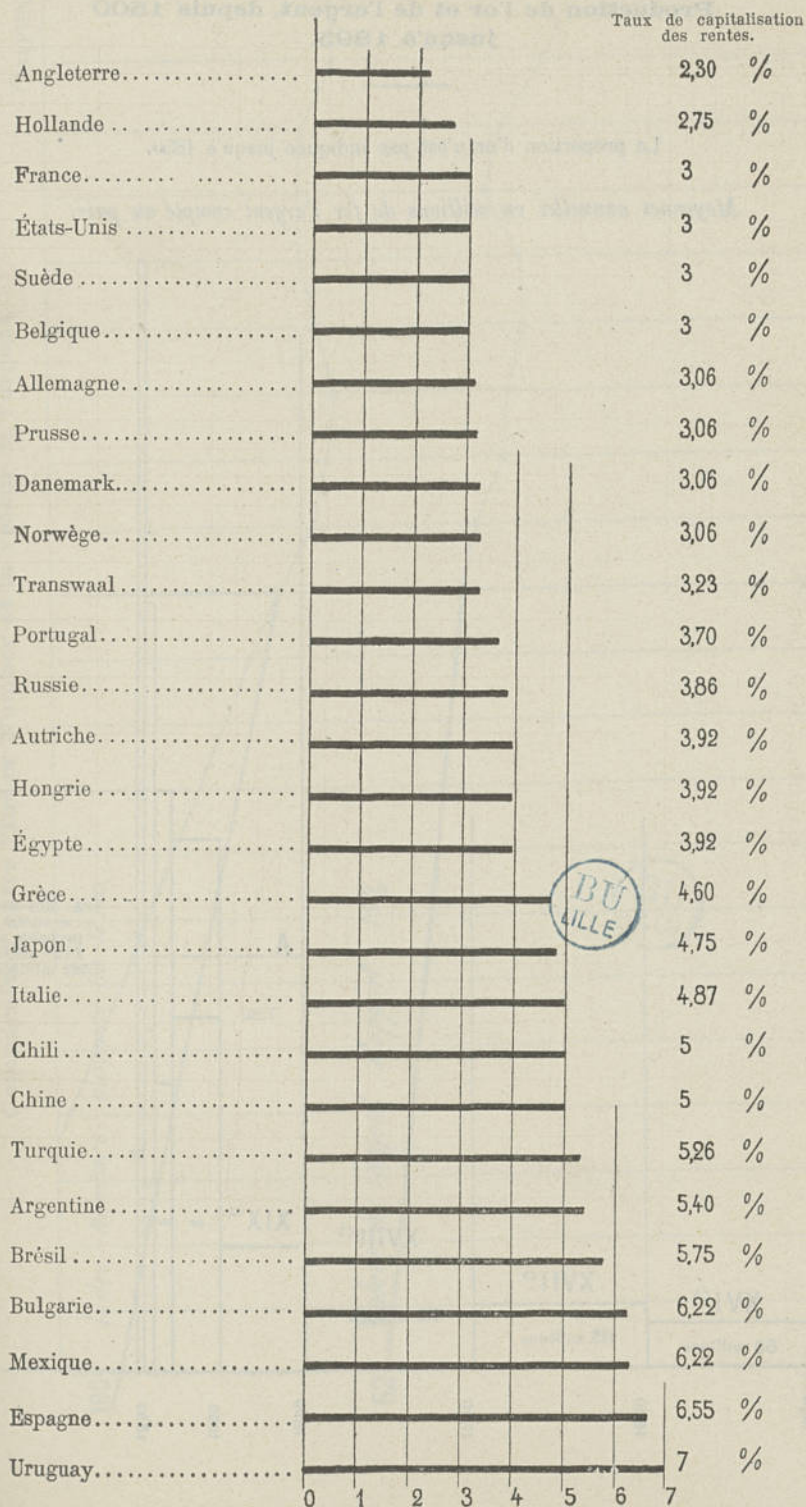 Taux de capitalisation
des rentes.
Angleterre................. 2,30 %
Hollande .. ............... 2,75 %
France......... .......... 3 %
États-Unis ................ 3 %
Suède ..................... 3 %
Belgique................... 3 %
Allemagne................. 3,06 %
Prusse..................... 3,06 %
Danemark.................. 3,06 %
Norwège................... 3,06 %
Transwaal ................. 3,23 %
Portugal................... 3,70 %
Russie..................... 3,86 %
Autriche................... 3,92 %
Hongrie ................... 3,92 %
Égypte.................... 3,92 %
Grèce...................... 4,60 %
BU
LILLE
Japon...................... 4,75 %
Italie.......... ............ 4,87 %
Chili ...................... 5 %
Chine ..................... 5 %
Turquie.................... 5,26 %
Argentine .............. ... 5,40 %
Brésil ...................... 5,75 %
Bulgarie................... 6,22 %
Mexique................... 6,22 %
Espagne................... 6,55 %
Uruguay................... 7 %
0 1 2 3 4 5 6 7